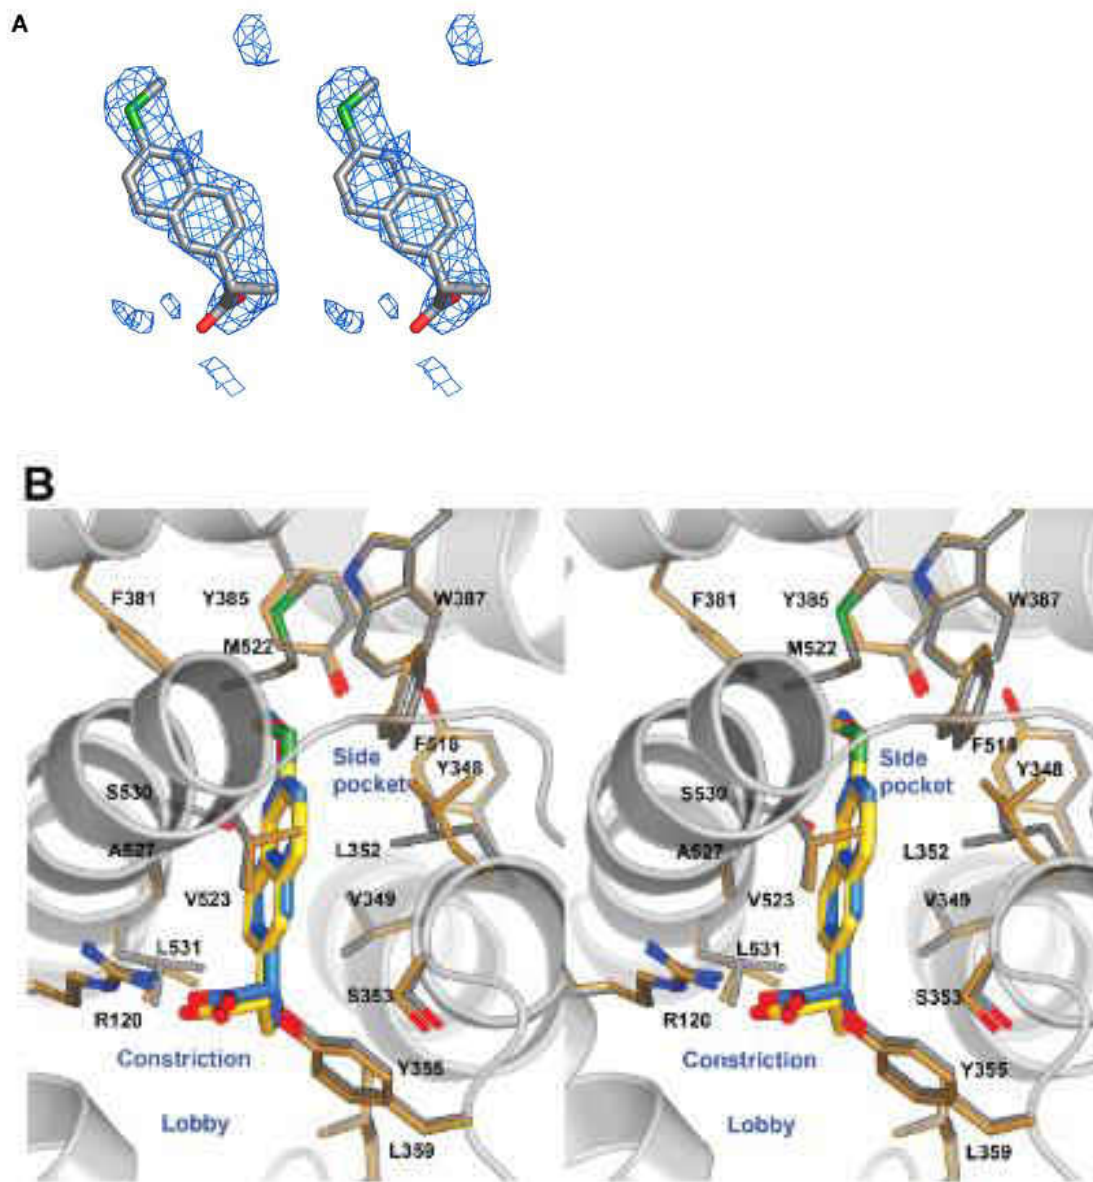 A
B
F381 Y385 W387
M522
F518
Side
pocket
Y348
S530
A527
L352
V523
V349
L531
S353
R120
Constriction
Y355
Lobby
L359
F381 Y385 W387
M522
F518
Side
pocket
Y348
S530
A527
L352
V523
V349
L531
S353
R120
Constriction
Y355
Lobby
L359